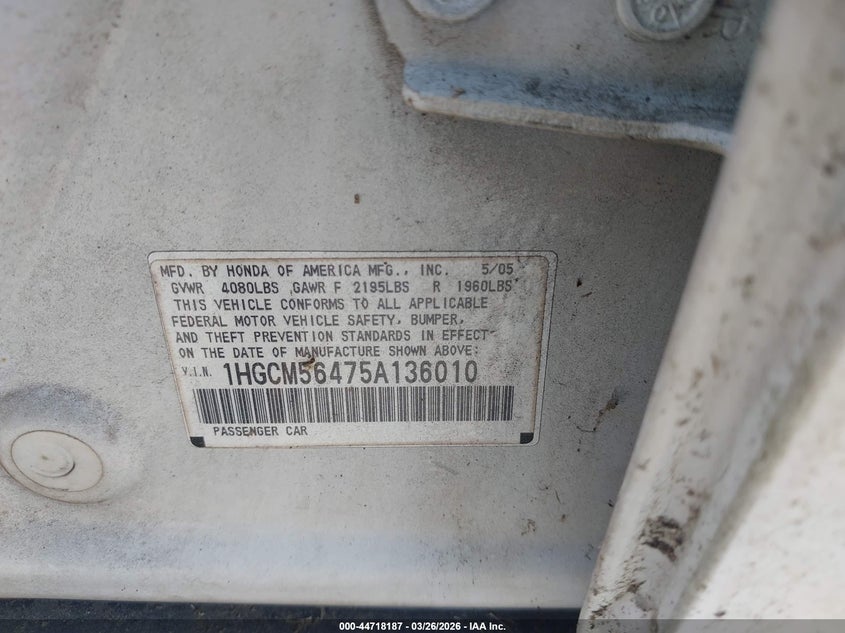 MFD. BY HONDA OF AMERICA MFG., INC. 5/05
GVWR 4080LBS GAWR F 2195LBS R 1960LBS
THIS VEHICLE CONFORMS TO ALL APPLICABLE
FEDERAL MOTOR VEHICLE SAFETY, BUMPER,
AND THEFT PREVENTION STANDARDS IN EFFECT
ON THE DATE OF MANUFACTURE SHOWN ABOVE:
V.I.N. 1HGCM56475A136010
PASSENGER CAR
000-44718187 - 03/26/2026 - IAA Inc.